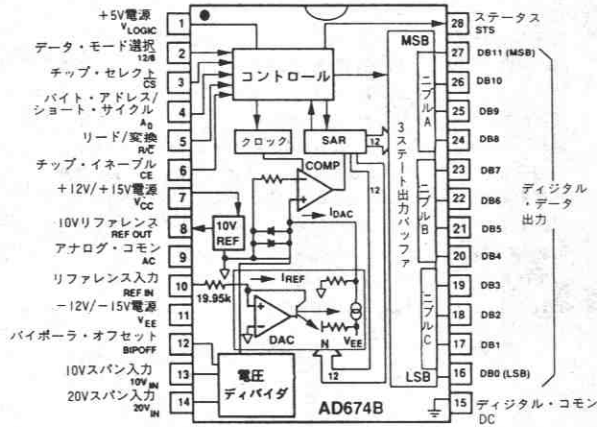 +5V電源
VLOGIC
1
データ・モード選択
12/8
2
チップ・セレクト
CS
3
バイト・アドレス/
ショート・サイクル
A0
4
リード/変換
R/C
5
チップ・イネーブル
CE
6
+12V/+15V電源
VCC
7
10Vリファレンス
REF OUT
8
アナログ・コモン
AC
9
リファレンス入力
REF IN
10
−12V/−15V電源
VEE
11
バイポーラ・オフセット
BIPOFF
12
10Vスパン入力
10VIN
13
20Vスパン入力
20VIN
14
コントロール
クロック
SAR
12
COMP
12
IDAC
10V
REF
19.95k
IREF
DAC
N
VEE
12
電圧
ディバイダ
AD674B
MSB
3ステート出力バッファ
LSB
ニブルA
ニブルB
ニブルC
28
ステータス
STS
27
DB11 (MSB)
26
DB10
25
DB9
24
DB8
23
DB7
22
DB6
21
DB5
20
DB4
19
DB3
18
DB2
17
DB1
16
DB0 (LSB)
15
ディジタル・コモン
DC
ディジタル・データ
出力